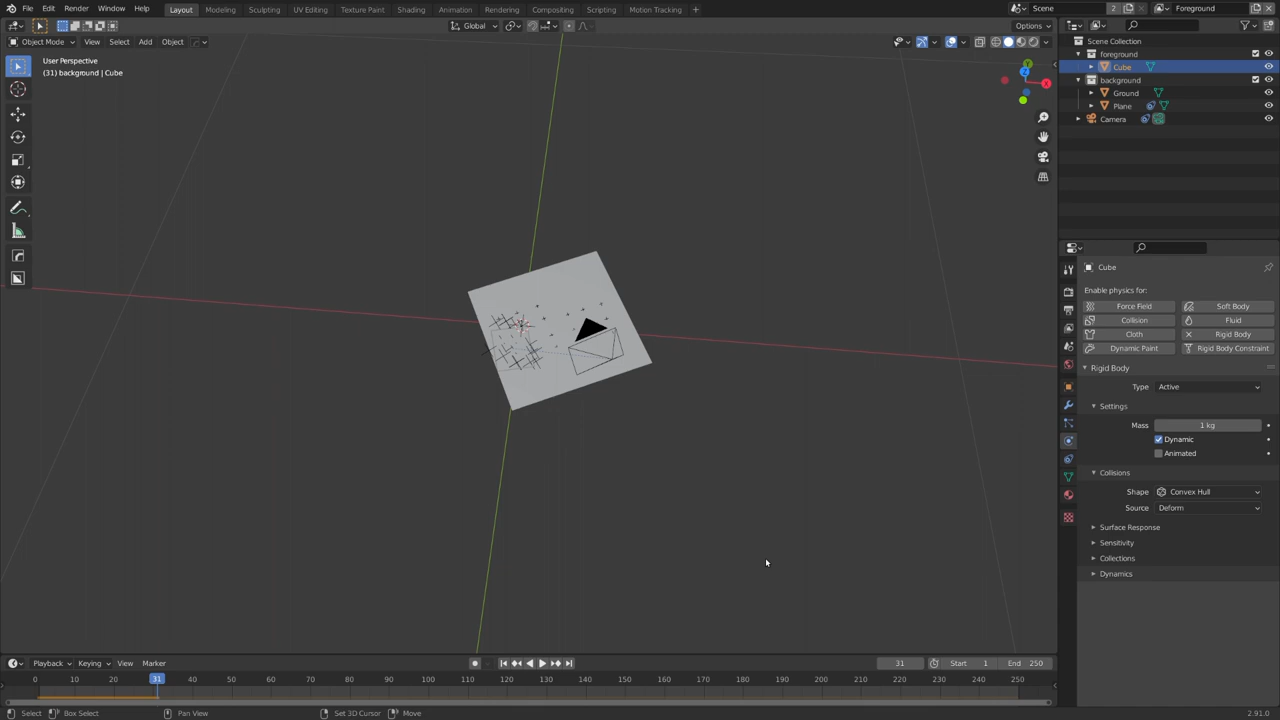 File Edit Render Window Help Layout Modeling Sculpting UV Editing Texture Paint Shading Animation Rendering Compositing Scripting Motion Tracking + Scene 2 Foreground
Global Options
Object Mode View Select Add Object
User Perspective
(31) background | Cube
Y
Z
X
Scene Collection
foreground
Cube
background
Ground
Plane
Camera
Cube
Enable physics for:
Force Field Soft Body
Collision Fluid
Cloth Rigid Body
Dynamic Paint Rigid Body Constraint
Rigid Body
Type Active
Settings
Mass 1 kg
Dynamic
Animated
Collisions
Shape Convex Hull
Source Deform
Surface Response
Sensitivity
Collections
Dynamics
Playback Keying View Marker 31 Start 1 End 250
0 10 20 31 40 50 60 70 80 90 100 110 120 130 140 150 160 170 180 190 200 210 220 230 240 250
Select Box Select Pan View Set 3D Cursor Move 2.91.0